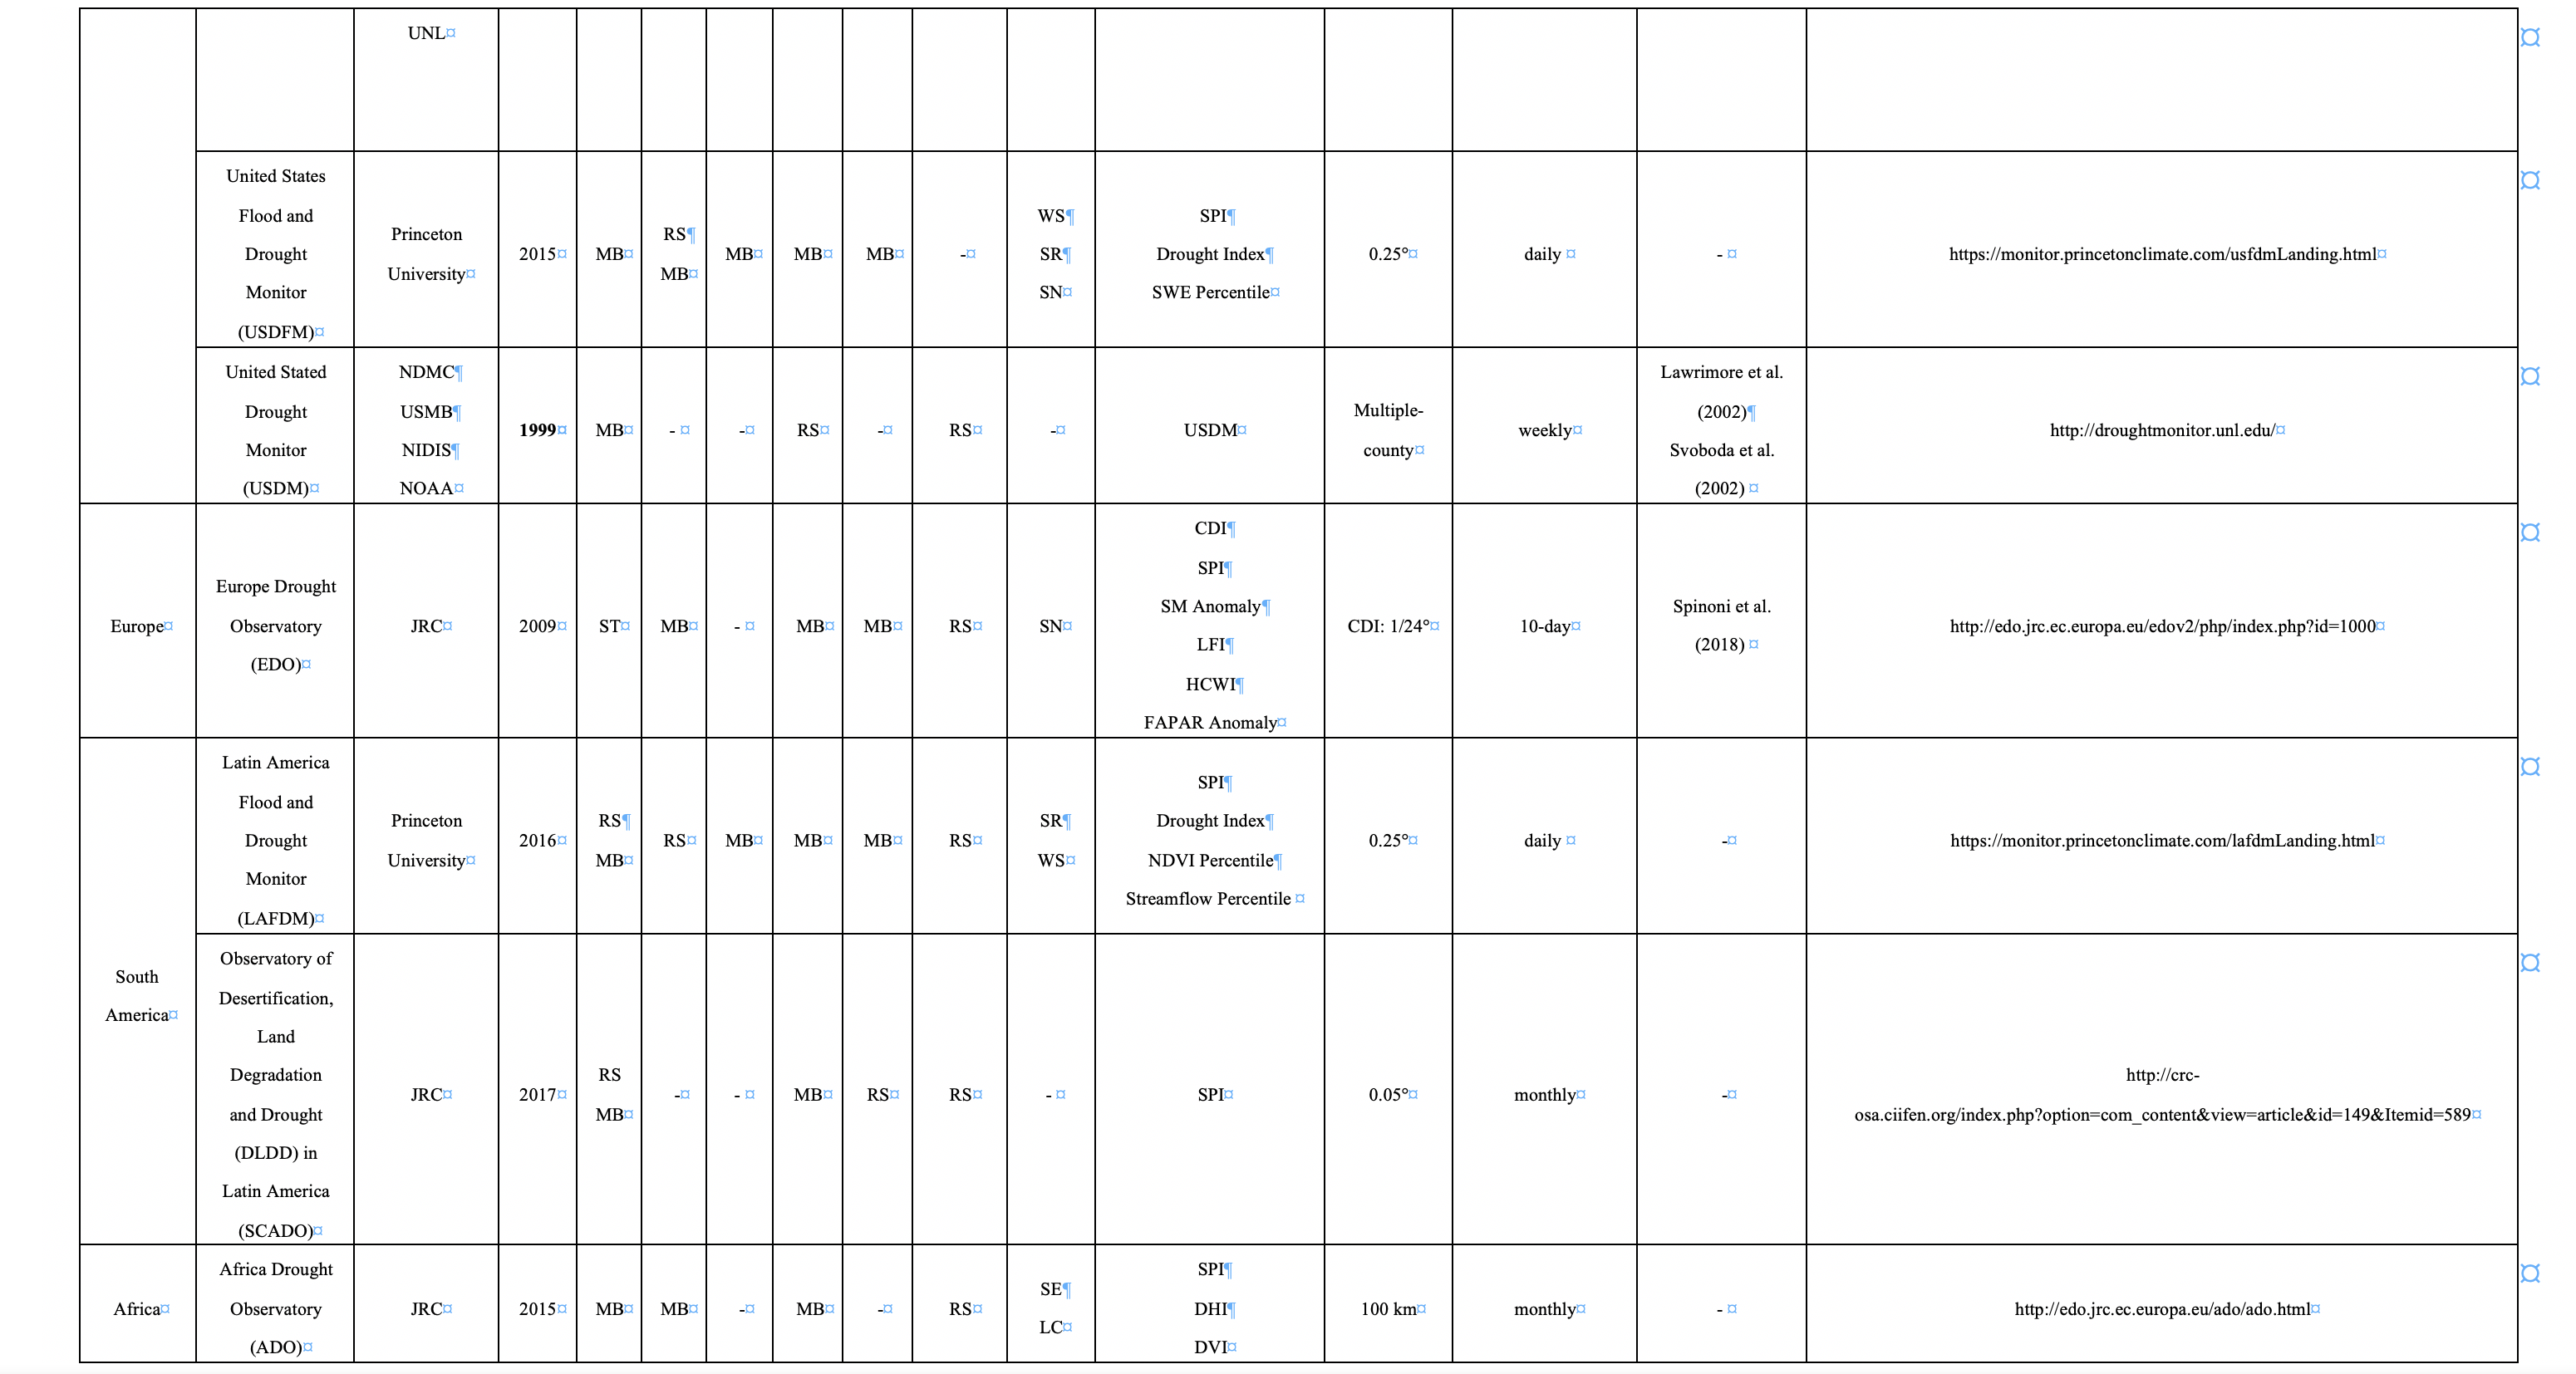 UNL¤
¤
United States
Flood and
Drought
Monitor
(USDFM)¤
Princeton
University¤
2015¤
MB¤
RS¶
MB¤
MB¤
MB¤
MB¤
-¤
WS¶
SR¶
SN¤
SPI¶
Drought Index¶
SWE Percentile¤
0.25°¤
daily ¤
- ¤
https://monitor.princetonclimate.com/usfdmLanding.html¤
¤
United Stated
Drought
Monitor
(USDM)¤
NDMC¶
USMB¶
NIDIS¶
NOAA¤
1999¤
MB¤
- ¤
-¤
RS¤
-¤
RS¤
-¤
USDM¤
Multiple-
county¤
weekly¤
Lawrimore et al.
(2002)¶
Svoboda et al.
(2002) ¤
http://droughtmonitor.unl.edu/¤
¤
Europe¤
Europe Drought
Observatory
(EDO)¤
JRC¤
2009¤
ST¤
MB¤
- ¤
MB¤
MB¤
RS¤
SN¤
CDI¶
SPI¶
SM Anomaly¶
LFI¶
HCWI¶
FAPAR Anomaly¤
CDI: 1/24°¤
10-day¤
Spinoni et al.
(2018) ¤
http://edo.jrc.ec.europa.eu/edov2/php/index.php?id=1000¤
¤
South
America¤
Latin America
Flood and
Drought
Monitor
(LAFDM)¤
Princeton
University¤
2016¤
RS¶
MB¤
RS¤
MB¤
MB¤
MB¤
RS¤
SR¶
WS¤
SPI¶
Drought Index¶
NDVI Percentile¶
Streamflow Percentile ¤
0.25°¤
daily ¤
-¤
https://monitor.princetonclimate.com/lafdmLanding.html¤
¤
Observatory of
Desertification,
Land
Degradation
and Drought
(DLDD) in
Latin America
(SCADO)¤
JRC¤
2017¤
RS
MB¤
-¤
- ¤
MB¤
RS¤
RS¤
- ¤
SPI¤
0.05°¤
monthly¤
-¤
http://crc-
osa.ciifen.org/index.php?option=com_content&view=article&id=149&Itemid=589¤
¤
Africa¤
Africa Drought
Observatory
(ADO)¤
JRC¤
2015¤
MB¤
MB¤
-¤
MB¤
-¤
RS¤
SE¶
LC¤
SPI¶
DHI¶
DVI¤
100 km¤
monthly¤
- ¤
http://edo.jrc.ec.europa.eu/ado/ado.html¤
¤